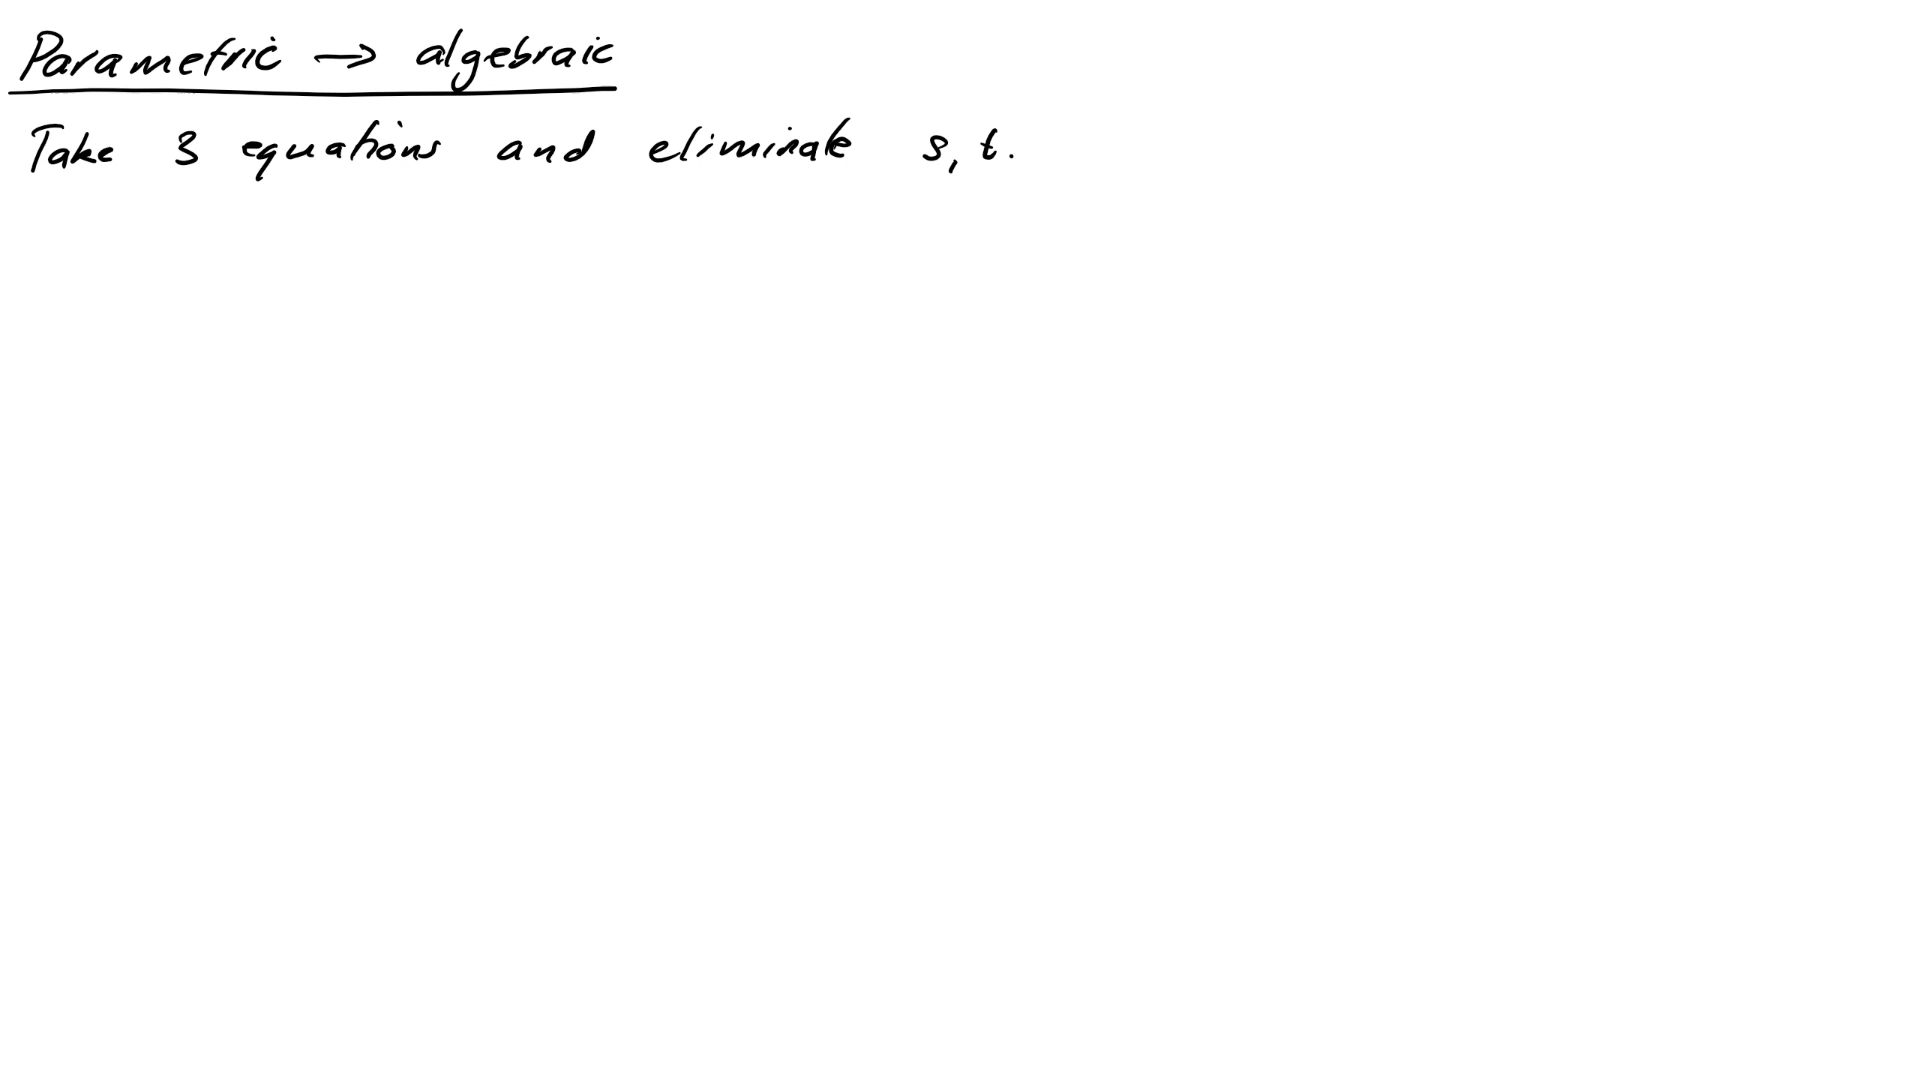 Parametric → algebraic
Take 3 equations and eliminate s, t.